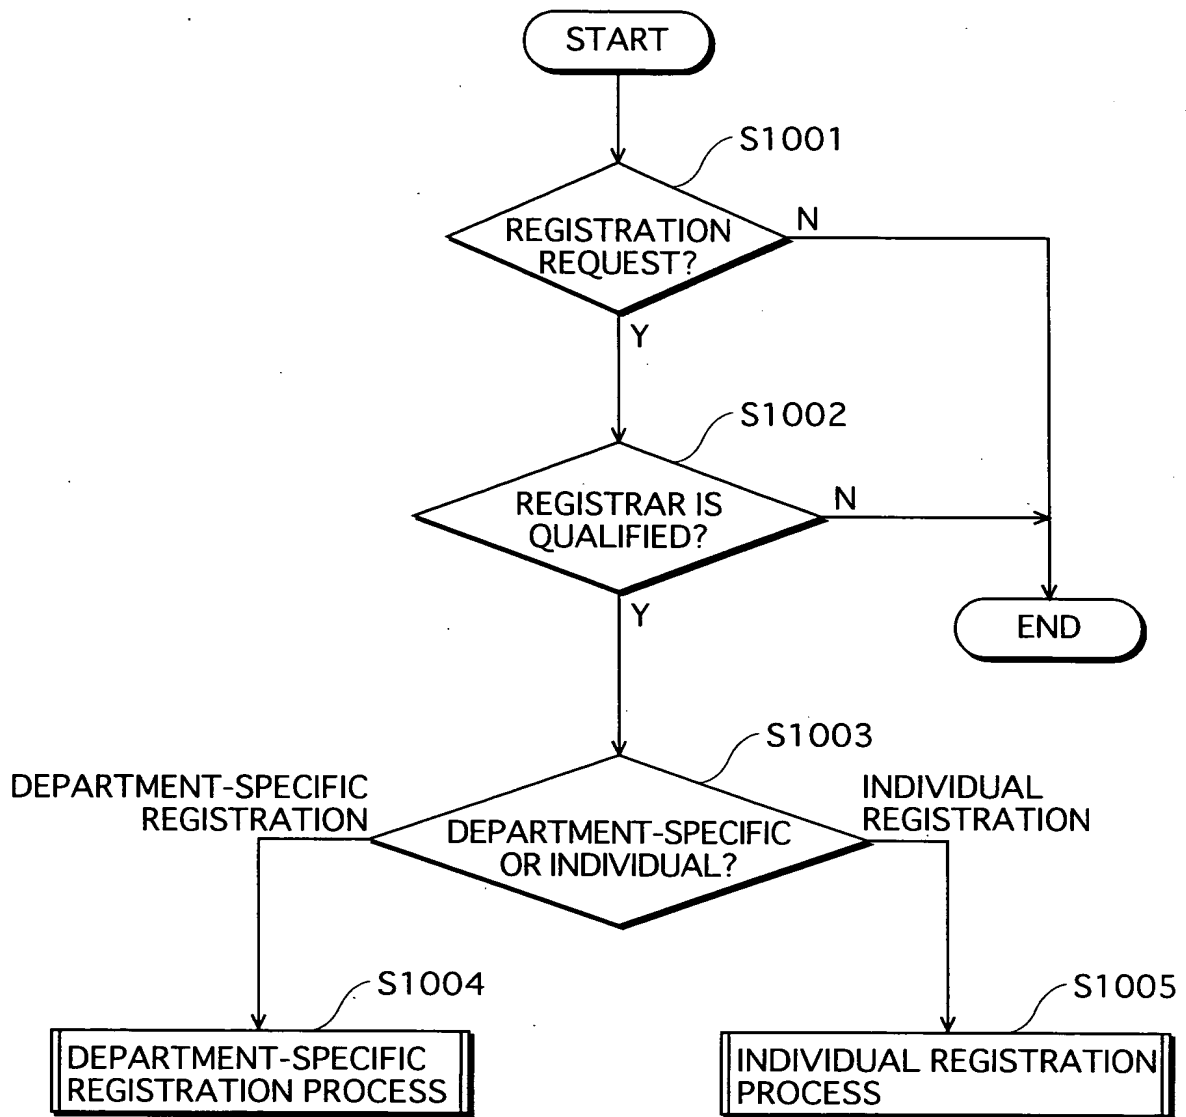 START
S1001
REGISTRATION
REQUEST?
N
Y
S1002
REGISTRAR IS
QUALIFIED?
N
Y
END
S1003
DEPARTMENT-SPECIFIC
REGISTRATION
DEPARTMENT-SPECIFIC
OR INDIVIDUAL?
INDIVIDUAL
REGISTRATION
S1004
DEPARTMENT-SPECIFIC
REGISTRATION PROCESS
S1005
INDIVIDUAL REGISTRATION
PROCESS